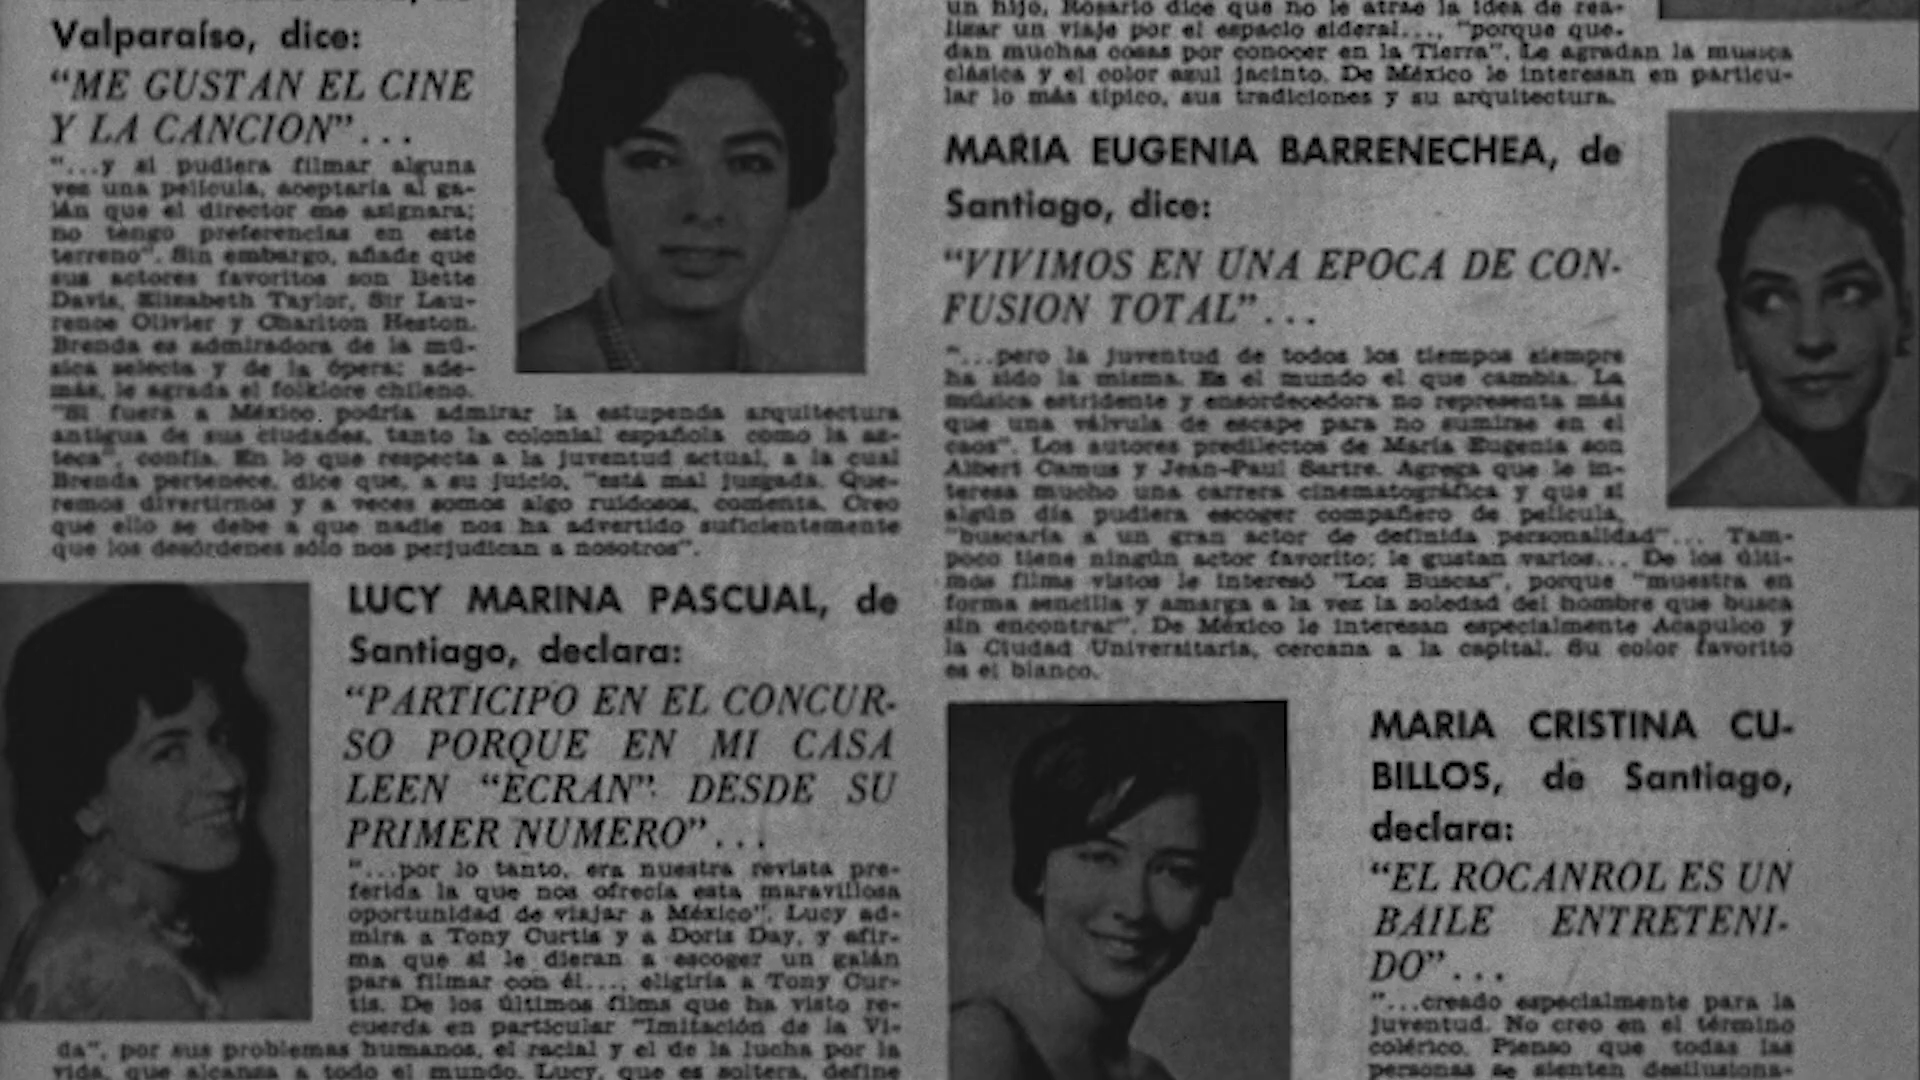 Valparaíso, dice:
“ME GUSTAN EL CINE
Y LA CANCION”...
“...y si pudiera filmar alguna
vez una película, aceptaría al ga-
lán que el director me asignara;
no tengo preferencias en este
terreno”. Sin embargo, añade que
sus actores favoritos son Bette
Davis, Elizabeth Taylor, Sir Lau-
rence Olivier y Charlton Heston.
Brenda es admiradora de la mú-
sica selecta y de la ópera; ade-
más, le agrada el folklore chileno.
“Si fuera a México podría admirar la estupenda arquitectura
antigua de sus ciudades, tanto la colonial española como la az-
teca”, confía. En lo que respecta a la juventud actual, a la cual
Brenda pertenece, dice que, a su juicio, “está mal juzgada. Que-
remos divertirnos y a veces somos algo ruidosos, comenta. Creo
que ello se debe a que nadie nos ha advertido suficientemente
que los desórdenes sólo nos perjudican a nosotros”.
LUCY MARINA PASCUAL, de
Santiago, declara:
“PARTICIPO EN EL CONCUR-
SO PORQUE EN MI CASA
LEEN “ECRAN” DESDE SU
PRIMER NUMERO”...
“...por lo tanto, era nuestra revista pre-
ferida la que nos ofrecía esta maravillosa
oportunidad de viajar a México”. Lucy ad-
mira a Tony Curtis y a Doris Day, y afir-
ma que si le dieran a escoger un galán
para filmar con él..., eligiría a Tony Cur-
tis. De los últimos films que ha visto re-
cuerda en particular “Imitación de la Vi-
da”, por sus problemas humanos, el racial y el de la lucha por la
vida, que alcanza a todo el mundo. Lucy, que es soltera, define
un hijo, Rosario dice que no le atrae la idea de rea-
lizar un viaje por el espacio sideral..., “porque que-
dan muchas cosas por conocer en la Tierra”. Le agradan la música
clásica y el color azul jacinto. De México le interesan en particu-
lar lo más típico, sus tradiciones y su arquitectura.
MARIA EUGENIA BARRENECHEA, de
Santiago, dice:
“VIVIMOS EN UNA EPOCA DE CON-
FUSION TOTAL”...
“...pero la juventud de todos los tiempos siempre
ha sido la misma. Es el mundo el que cambia. La
música estridente y ensordecedora no representa más
que una válvula de escape para no sumirse en el
caos”. Los autores predilectos de María Eugenia son
Albert Camus y Jean-Paul Sartre. Agrega que le in-
teresa mucho una carrera cinematográfica y que si
algún día pudiera escoger compañero de película,
“buscaría a un gran actor de definida personalidad”... Tam-
poco tiene ningún actor favorito; le gustan varios... De los últi-
mos films vistos le interesó “Los Buscas”, porque “muestra en
forma sencilla y amarga a la vez la soledad del hombre que busca
sin encontrar”. De México le interesan especialmente Acapulco y
la Ciudad Universitaria, cercana a la capital. Su color favorito
es el blanco.
MARIA CRISTINA CU-
BILLOS, de Santiago,
declara:
“EL ROCANROL ES UN
BAILE ENTRETENI-
DO”...
“...creado especialmente para la
juventud. No creo en el término
colérico. Pienso que todas las
personas se sienten desilusiona-